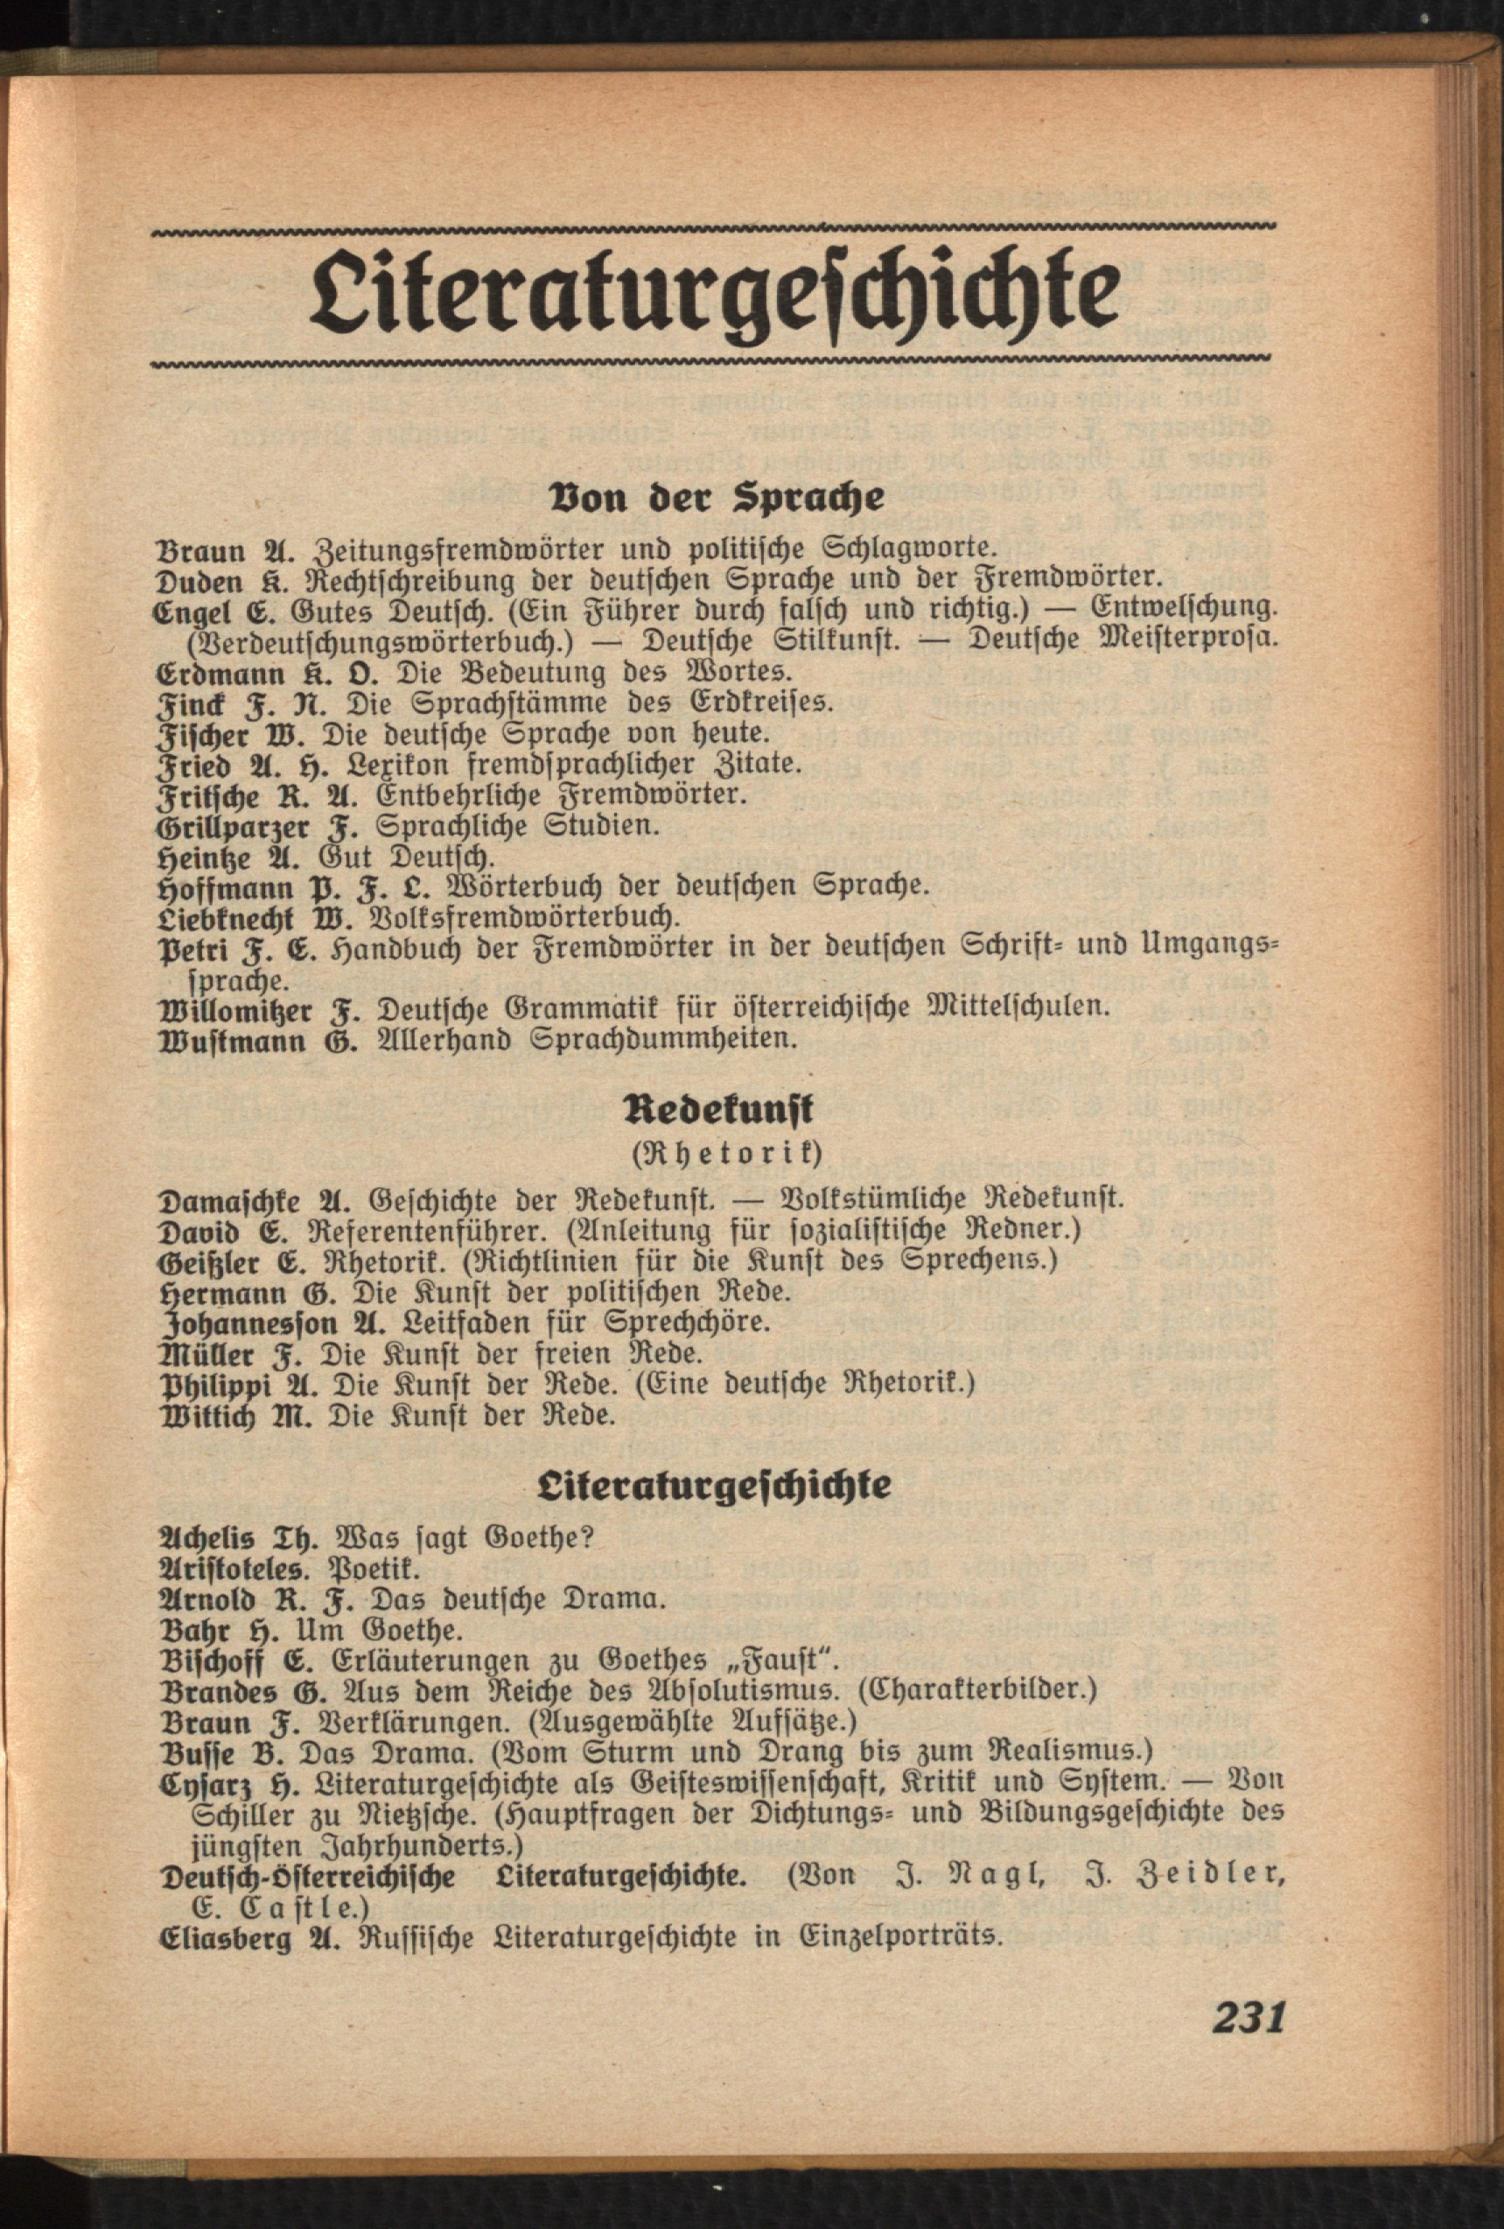 Literaturgeschichte
Von der Sprache
Braun A. Zeitungsfremdwörter und politische Schlagworte.
Duden K. Rechtschreibung der deutschen Sprache und der Fremdwörter.
Engel E. Gutes Deutsch. (Ein Führer durch falsch und richtig.) — Entwelschung.
(Verdeutschungswörterbuch.) — Deutsche Stilkunst. — Deutsche Meisterprosa.
Erdmann K. O. Die Bedeutung des Wortes.
Finck F. N. Die Sprachstämme des Erdkreises.
Fischer W. Die deutsche Sprache von heute.
Fried A. H. Lexikon fremdsprachlicher Zitate.
Fritsche R. A. Entbehrliche Fremdwörter.
Grillparzer F. Sprachliche Studien.
Heintze A. Gut Deutsch.
Hoffmann P. F. L. Wörterbuch der deutschen Sprache.
Liebknecht W. Volksfremdwörterbuch.
Petri F. E. Handbuch der Fremdwörter in der deutschen Schrift- und Umgangs-
sprache.
Willomitzer F. Deutsche Grammatik für österreichische Mittelschulen.
Wustmann G. Allerhand Sprachdummheiten.
Redekunst
(Rhetorik)
Damaschke A. Geschichte der Redekunst. — Volkstümliche Redekunst.
David E. Referentenführer. (Anleitung für sozialistische Redner.)
Geißler E. Rhetorik. (Richtlinien für die Kunst des Sprechens.)
Hermann G. Die Kunst der politischen Rede.
Johannesson A. Leitfaden für Sprechchöre.
Müller F. Die Kunst der freien Rede.
Philippi A. Die Kunst der Rede. (Eine deutsche Rhetorik.)
Wittich M. Die Kunst der Rede.
Literaturgeschichte
Achelis Th. Was sagt Goethe?
Aristoteles. Poetik.
Arnold R. F. Das deutsche Drama.
Bahr H. Um Goethe.
Bischoff E. Erläuterungen zu Goethes „Faust“.
Brandes G. Aus dem Reiche des Absolutismus. (Charakterbilder.)
Braun F. Verklärungen. (Ausgewählte Aufsätze.)
Busse B. Das Drama. (Vom Sturm und Drang bis zum Realismus.)
Cysarz H. Literaturgeschichte als Geisteswissenschaft, Kritik und System. — Von
Schiller zu Nietzsche. (Hauptfragen der Dichtungs- und Bildungsgeschichte des
jüngsten Jahrhunderts.)
Deutsch-österreichische Literaturgeschichte. (Von J. Nagl, J. Zeidler,
E. Castle.)
Eliasberg A. Russische Literaturgeschichte in Einzelporträts.
231